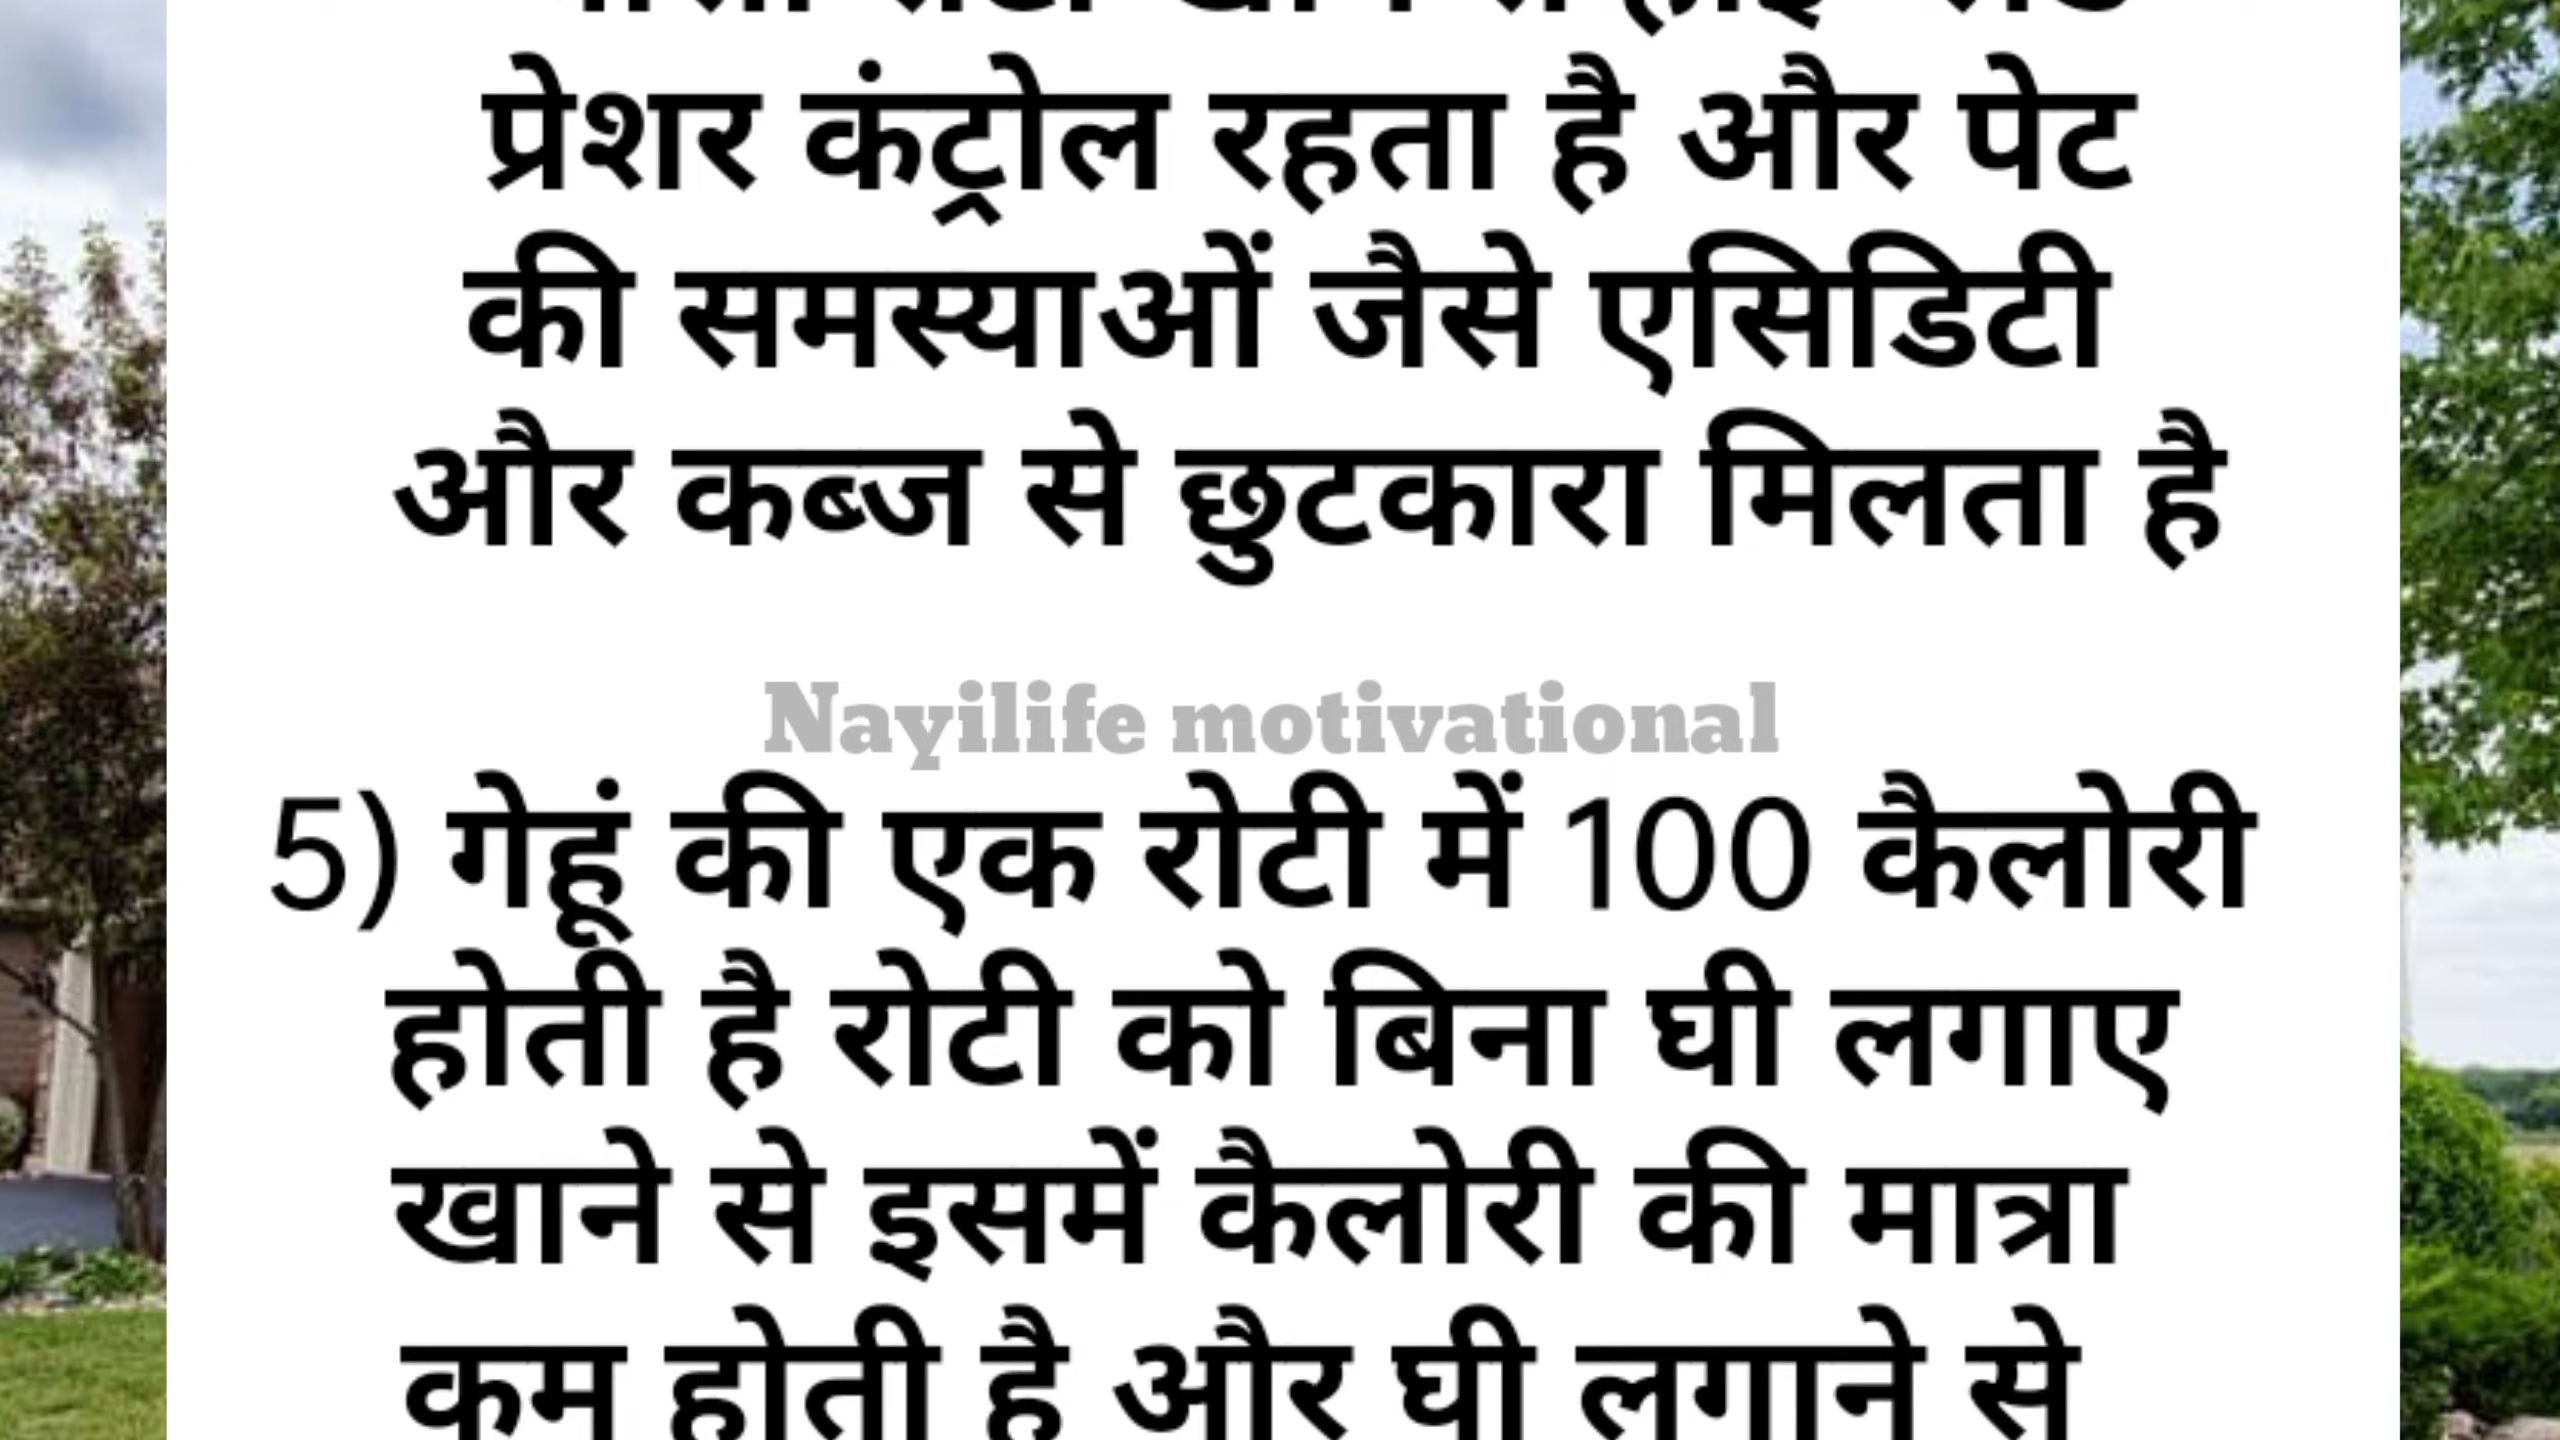 प्रेशर कंट्रोल रहता है और पेट
की समस्याओं जैसे एसिडिटी
और कब्ज से छुटकारा मिलता है
Nayilife motivational
5) गेहूं की एक रोटी में 100 कैलोरी
होती है रोटी को बिना घी लगाए
खाने से इसमें कैलोरी की मात्रा
कम होती है और घी लगाने से